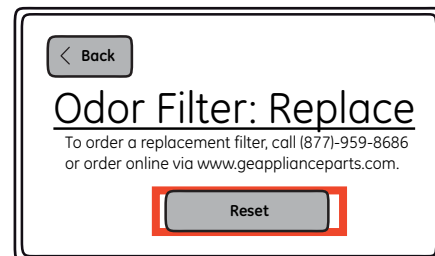 Back
Odor Filter: Replace
To order a replacement filter, call (877)-959-8686
or order online via www.geapplianceparts.com.
Reset